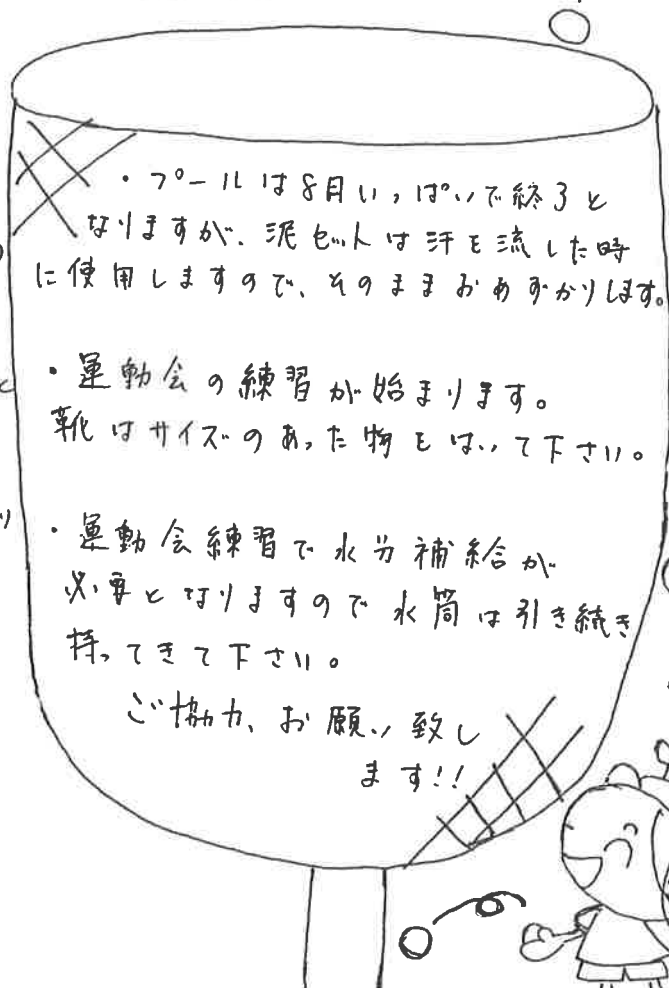 ・プールは8月いっぱいで終了と
なりますが、泥セットは汗を流した時
に使用しますので、そのままおあずかりします。
・運動会の練習が始まります。
靴はサイズのあった物をはいて下さい。
・運動会練習で水分補給が
必要となりますので水筒は引き続き
持ってきて下さい。
ご協力、お願い致し
ます!!